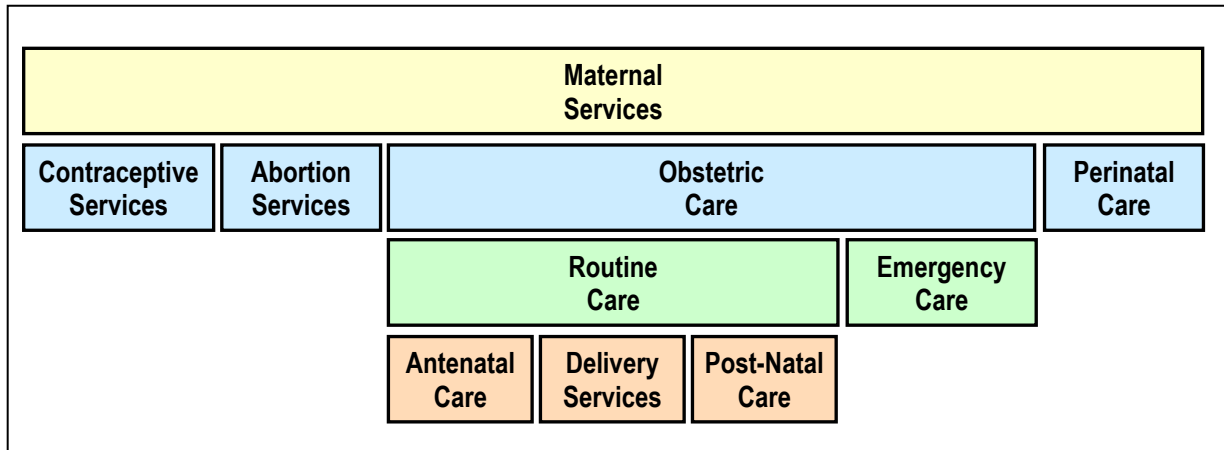 Maternal
Services
Contraceptive
Services
Abortion
Services
Obstetric
Care
Perinatal
Care
Routine
Care
Emergency
Care
Antenatal
Care
Delivery
Services
Post-Natal
Care